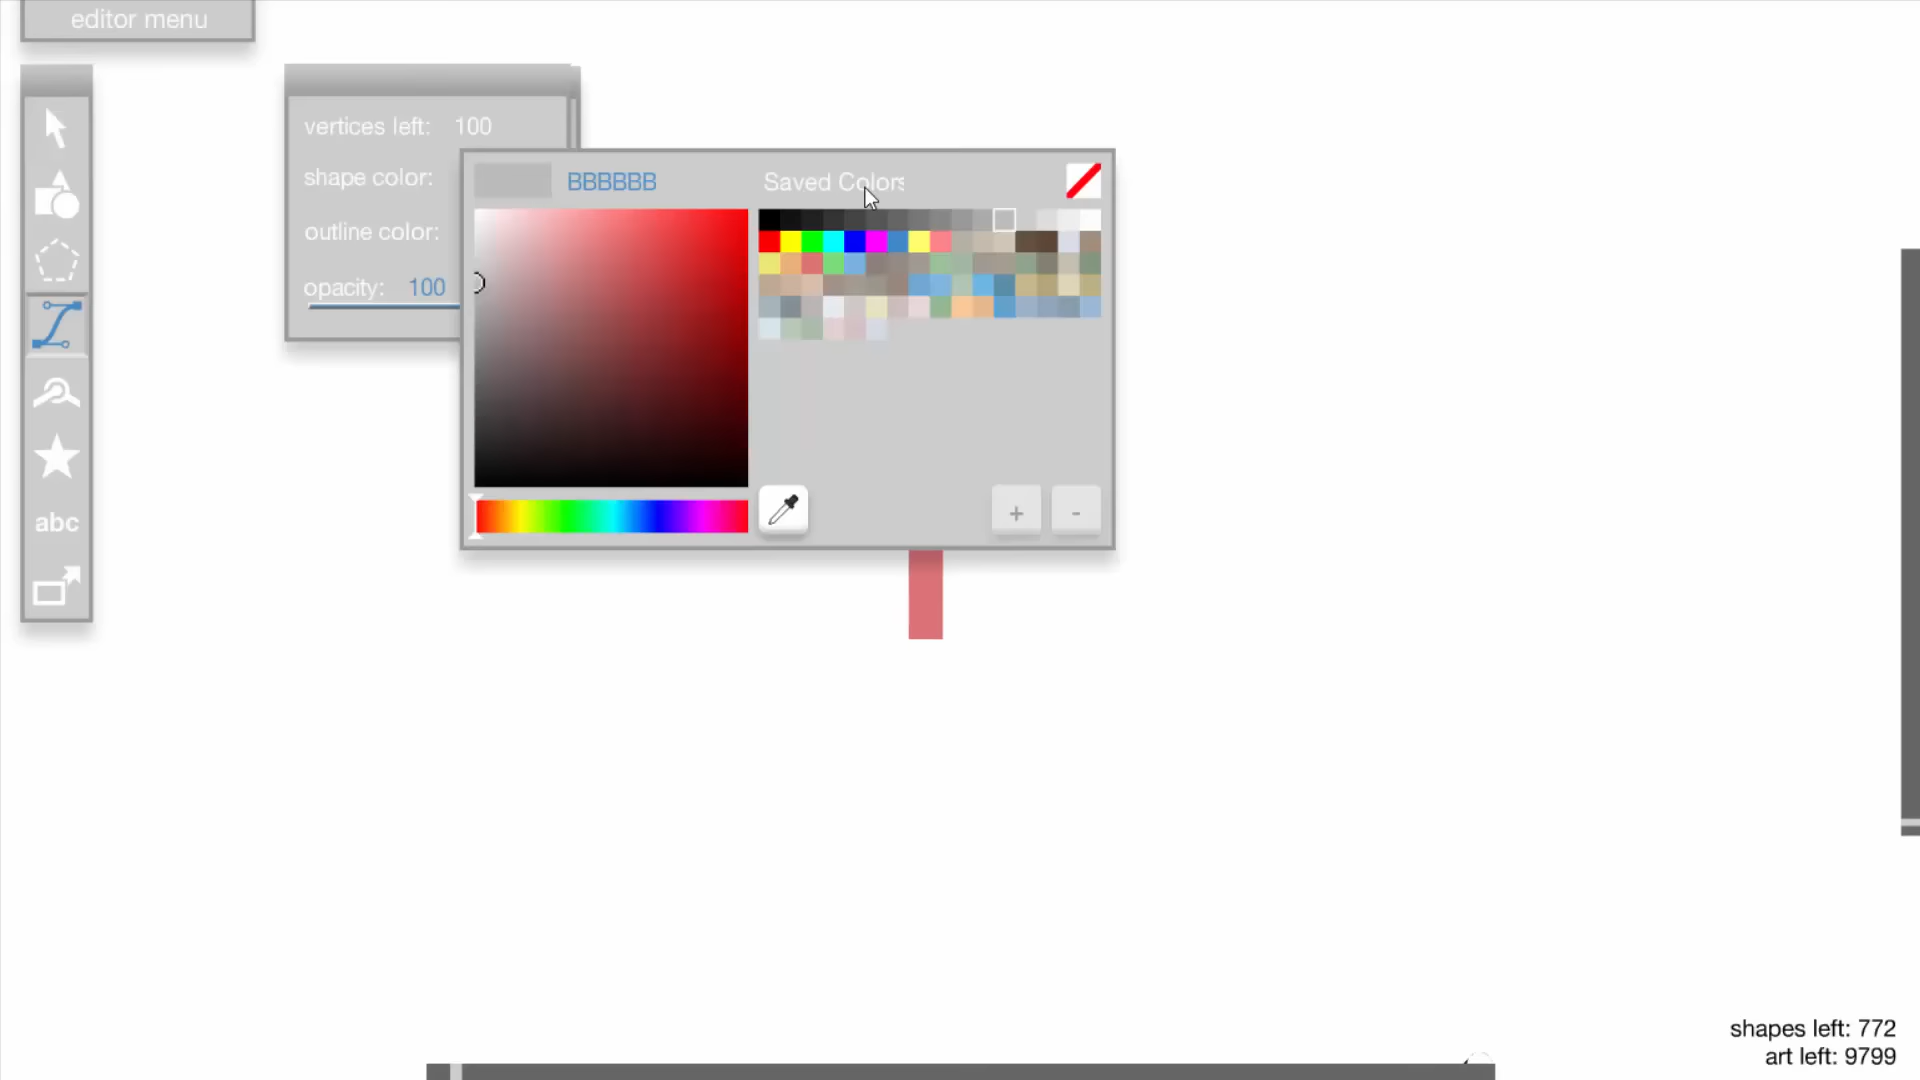 editor menu
vertices left: 100
shape color:
outline color:
opacity: 100
BBBBBB
Saved Colors
+
-
abc
shapes left: 772
art left: 9799